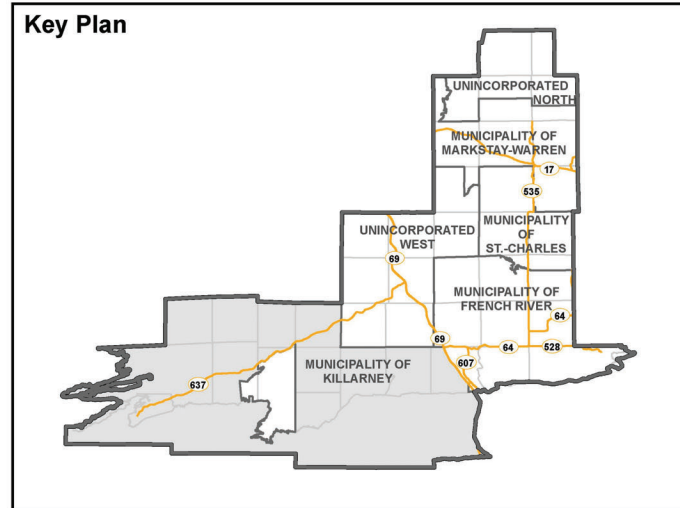 Key Plan
UNINCORPORATED
NORTH
MUNICIPALITY OF
MARKSTAY-WARREN
17
535
UNINCORPORATED
WEST
MUNICIPALITY
OF
ST.-CHARLES
69
MUNICIPALITY OF
FRENCH RIVER
64
69
64
528
MUNICIPALITY OF
KILLARNEY
607
637